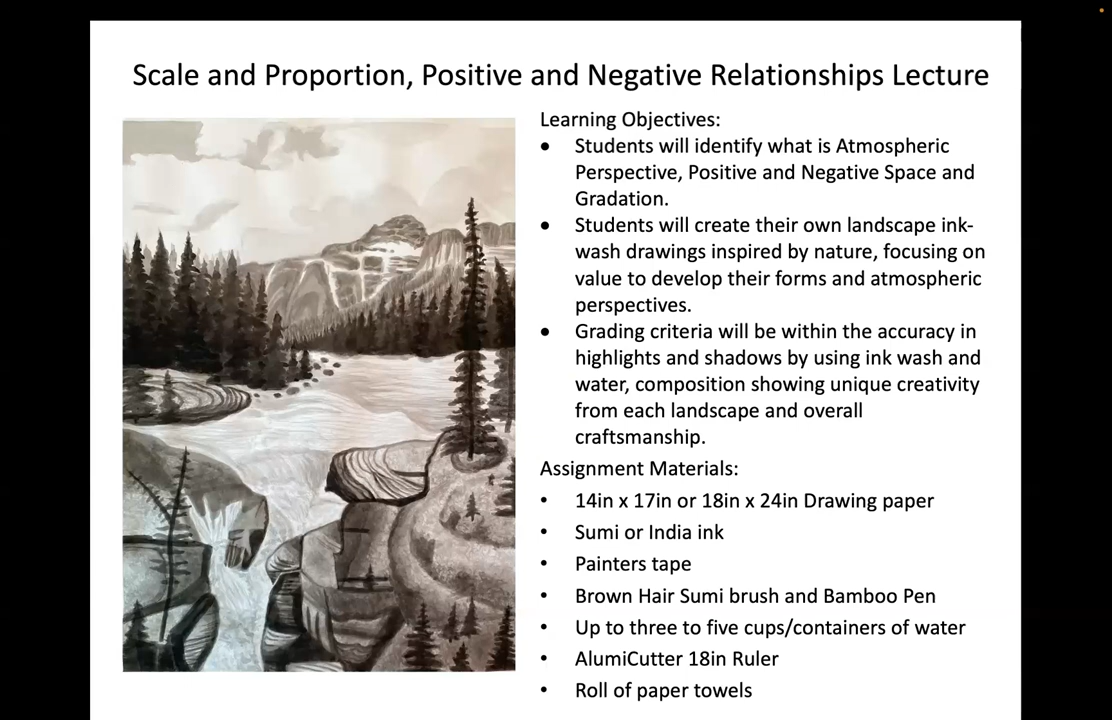 Scale and Proportion, Positive and Negative Relationships Lecture
Learning Objectives:
• Students will identify what is Atmospheric
Perspective, Positive and Negative Space and
Gradation.
• Students will create their own landscape ink-
wash drawings inspired by nature, focusing on
value to develop their forms and atmospheric
perspectives.
• Grading criteria will be within the accuracy in
highlights and shadows by using ink wash and
water, composition showing unique creativity
from each landscape and overall
craftsmanship.
Assignment Materials:
• 14in x 17in or 18in x 24in Drawing paper
• Sumi or India ink
• Painters tape
• Brown Hair Sumi brush and Bamboo Pen
• Up to three to five cups/containers of water
• AlumiCutter 18in Ruler
• Roll of paper towels